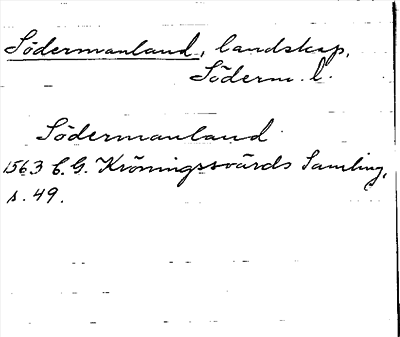 Södermanland, landskap.
Söderm. l.
Södermanland
1563 C. G. Kröningssvärds Samling,
s. 49.